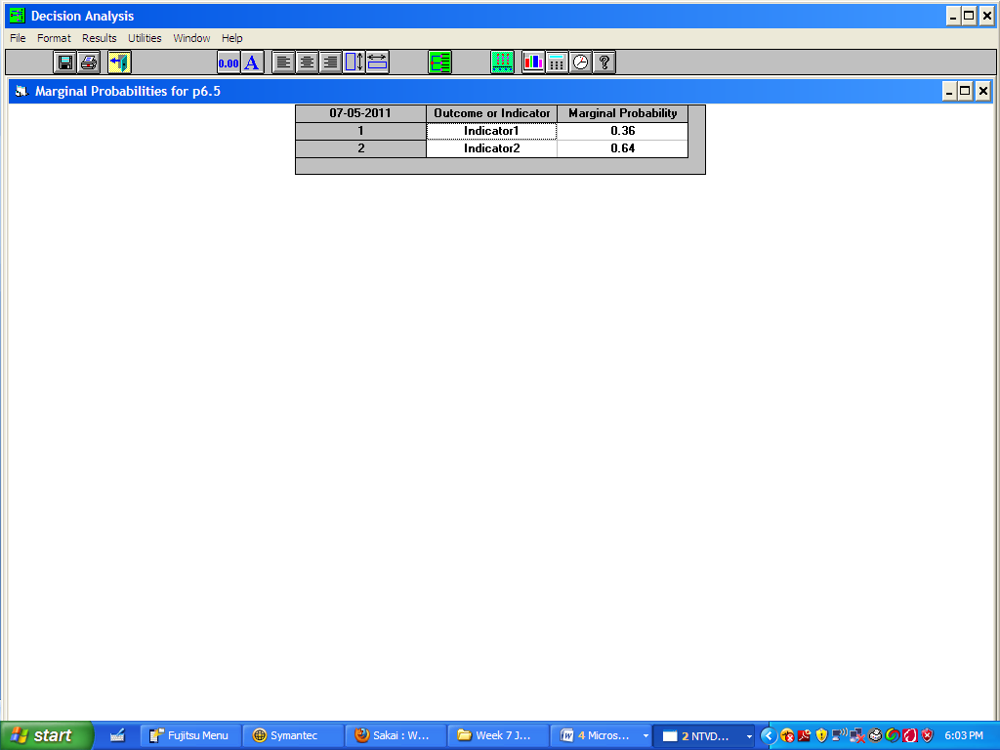 Decision Analysis
File Format Results Utilities Window Help
0.00 A ?
Marginal Probabilities for p6.5
07-05-2011 Outcome or Indicator Marginal Probability
1 Indicator1 0.36
2 Indicator2 0.64
start Fujitsu Menu Symantec Sakai : W... Week 7 J... 4 Micros... 2 NTVD... 6:03 PM